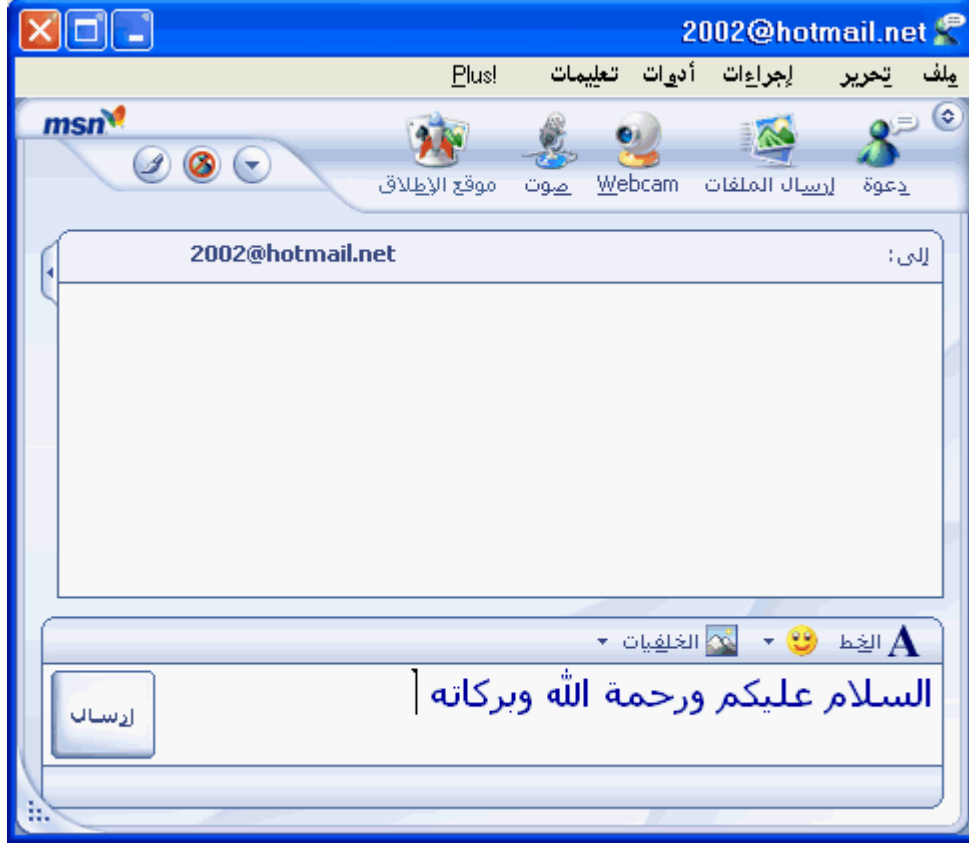 2002@hotmail.net
ملف تحرير إجراءات أدوات تعليمات Plus!
msn
دعوة إرسال الملفات Webcam صوت موقع الإطلاق
إلى: 2002@hotmail.net
A الخط الخلفيات
السلام عليكم ورحمة الله وبركاته
إرسال